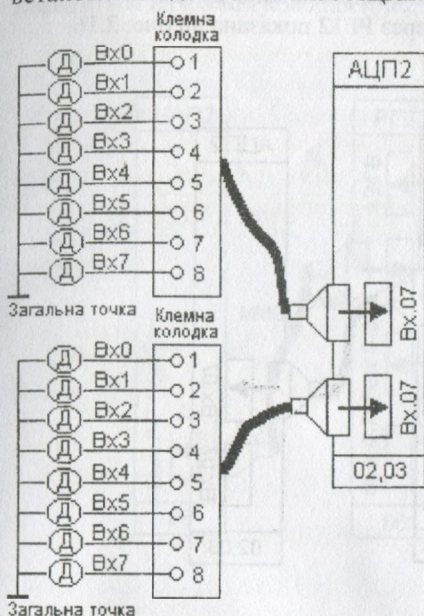 Клемна
колодка
Вх0 1
Д Вх1 2
Д Вх2 3
Д Вх3 4
Д Вх4 5
Д Вх5 6
Д Вх6 7
Д Вх7 8
Д
Загальна точка
АЦП2
Вх.07
Вх.07
02,03
Клемна
колодка
Д Вх0 1
Д Вх1 2
Д Вх2 3
Д Вх3 4
Д Вх4 5
Д Вх5 6
Д Вх6 7
Д Вх7 8
Загальна точка